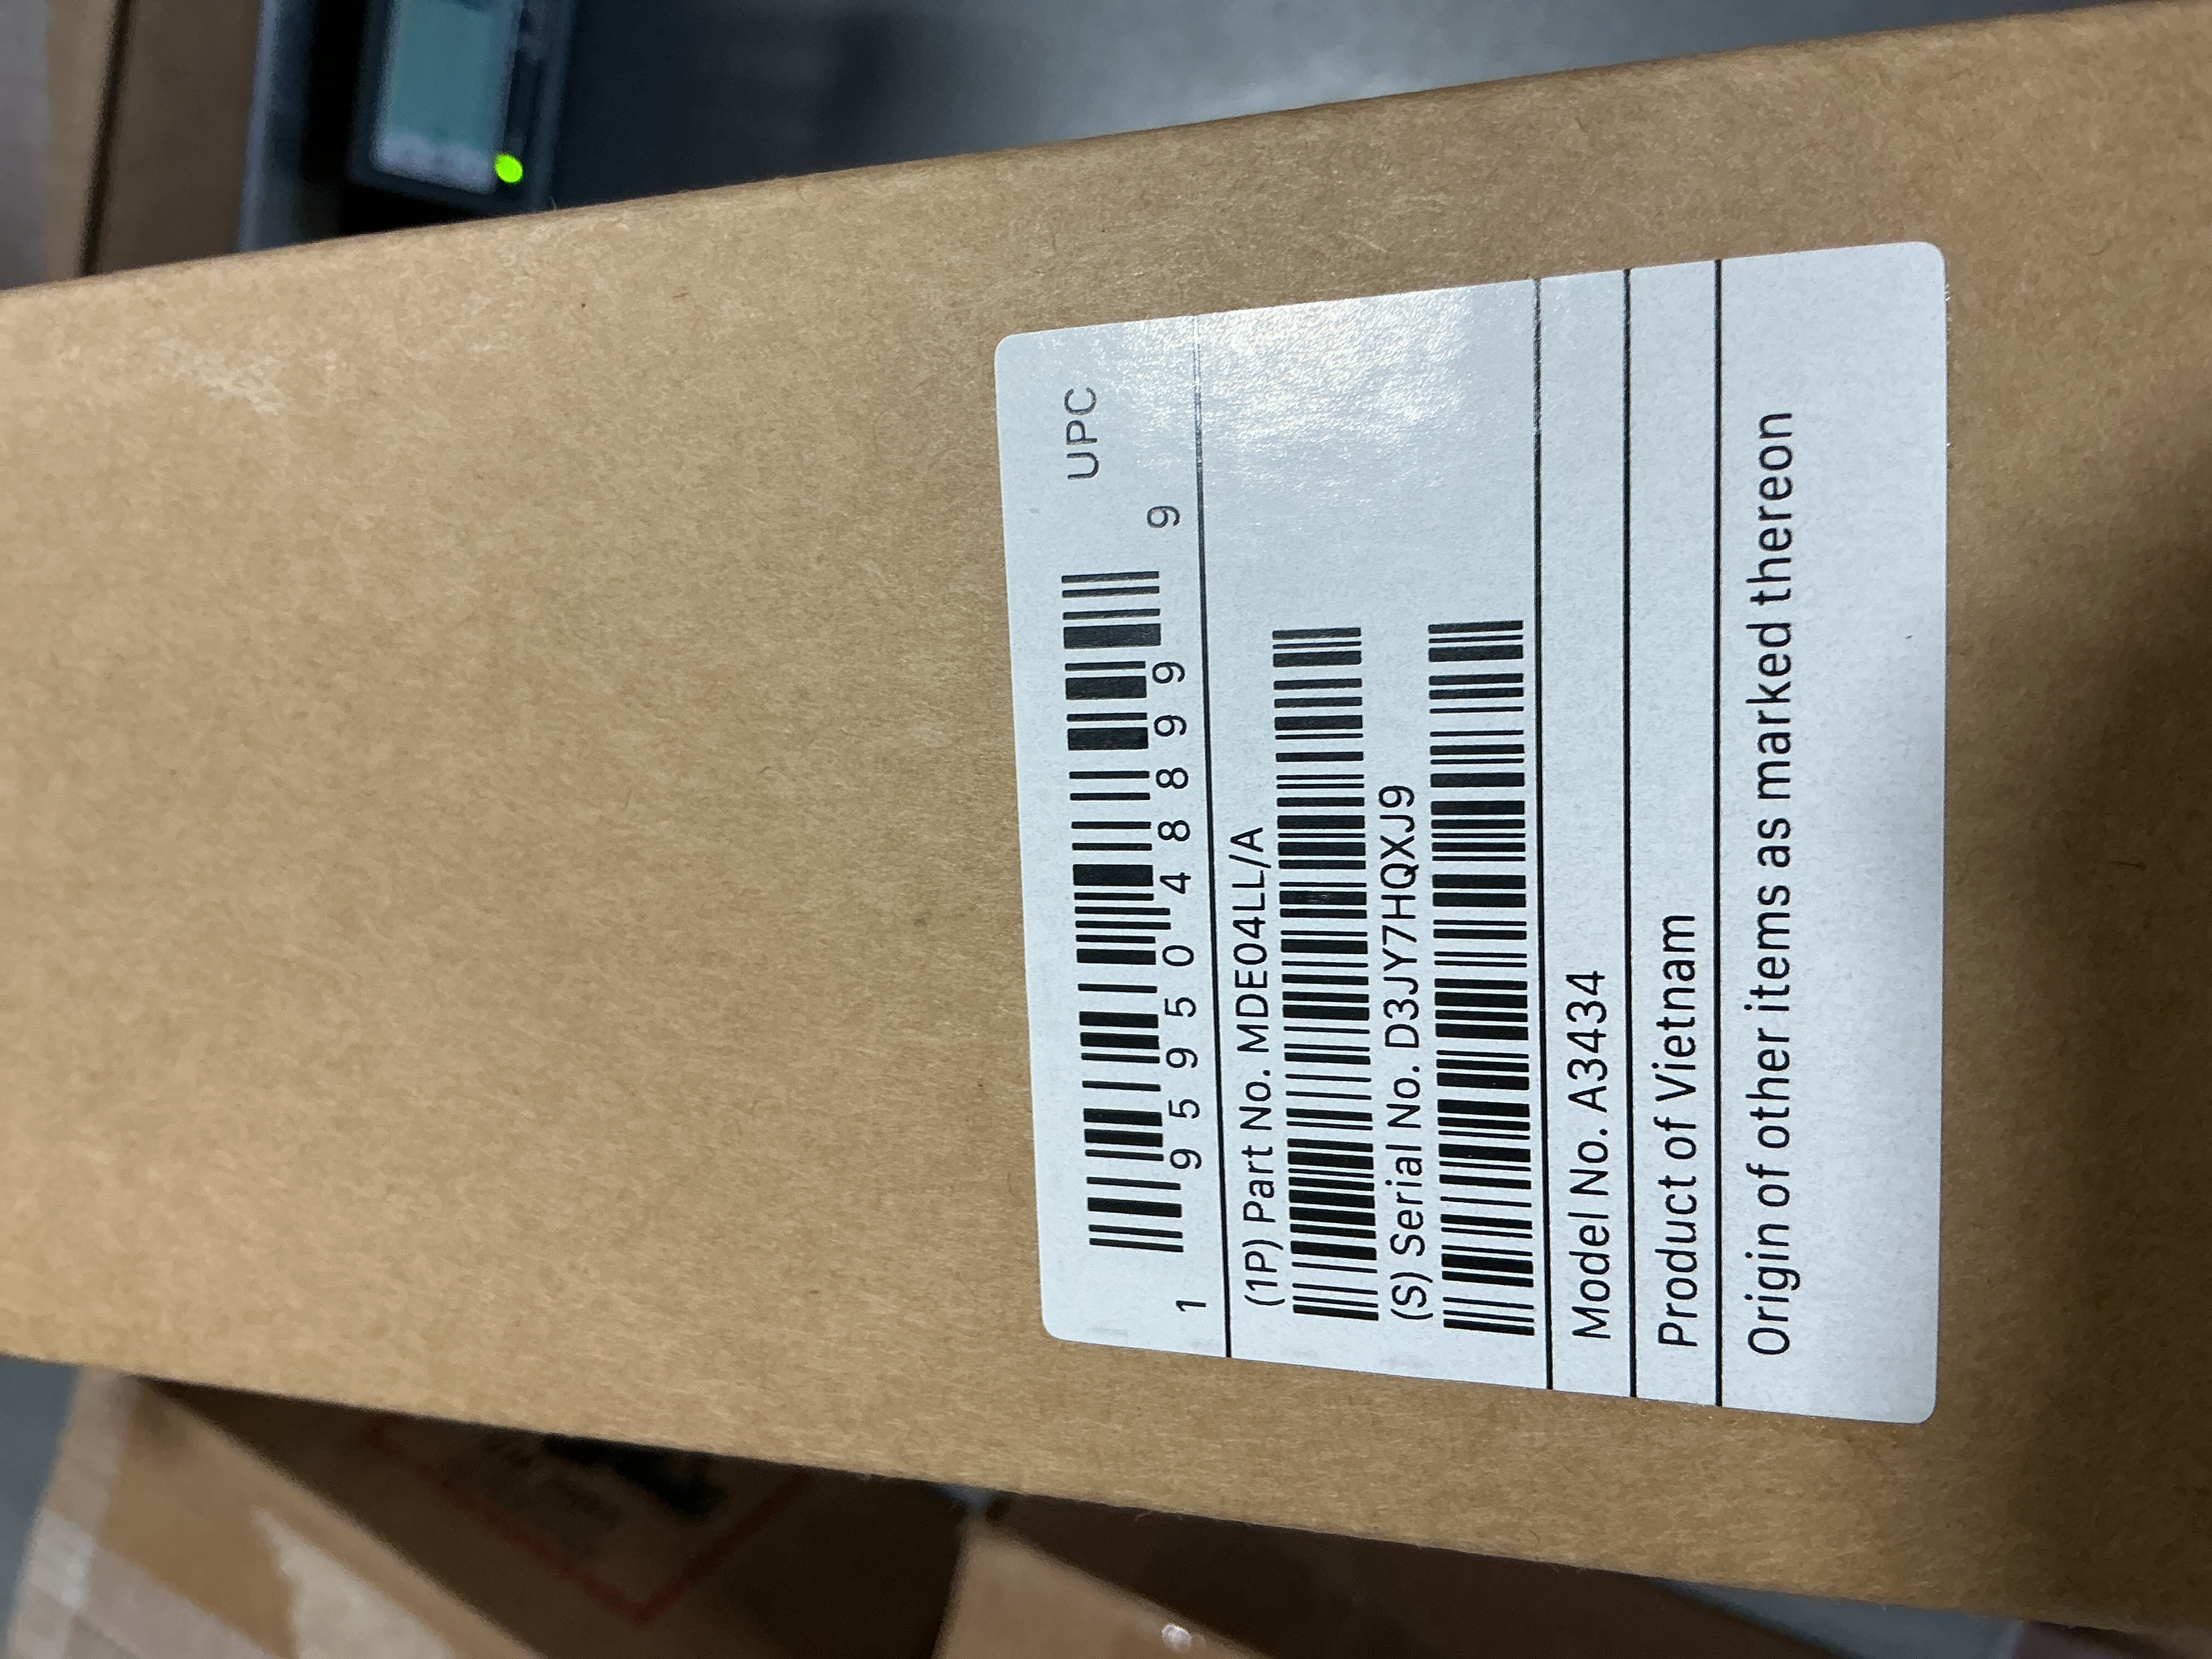 UPC
1 95950 48899 9
(1P) Part No. MDE04LL/A
(S) Serial No. D3JY7HQXJ9
Model No. A3434
Product of Vietnam
Origin of other items as marked thereon